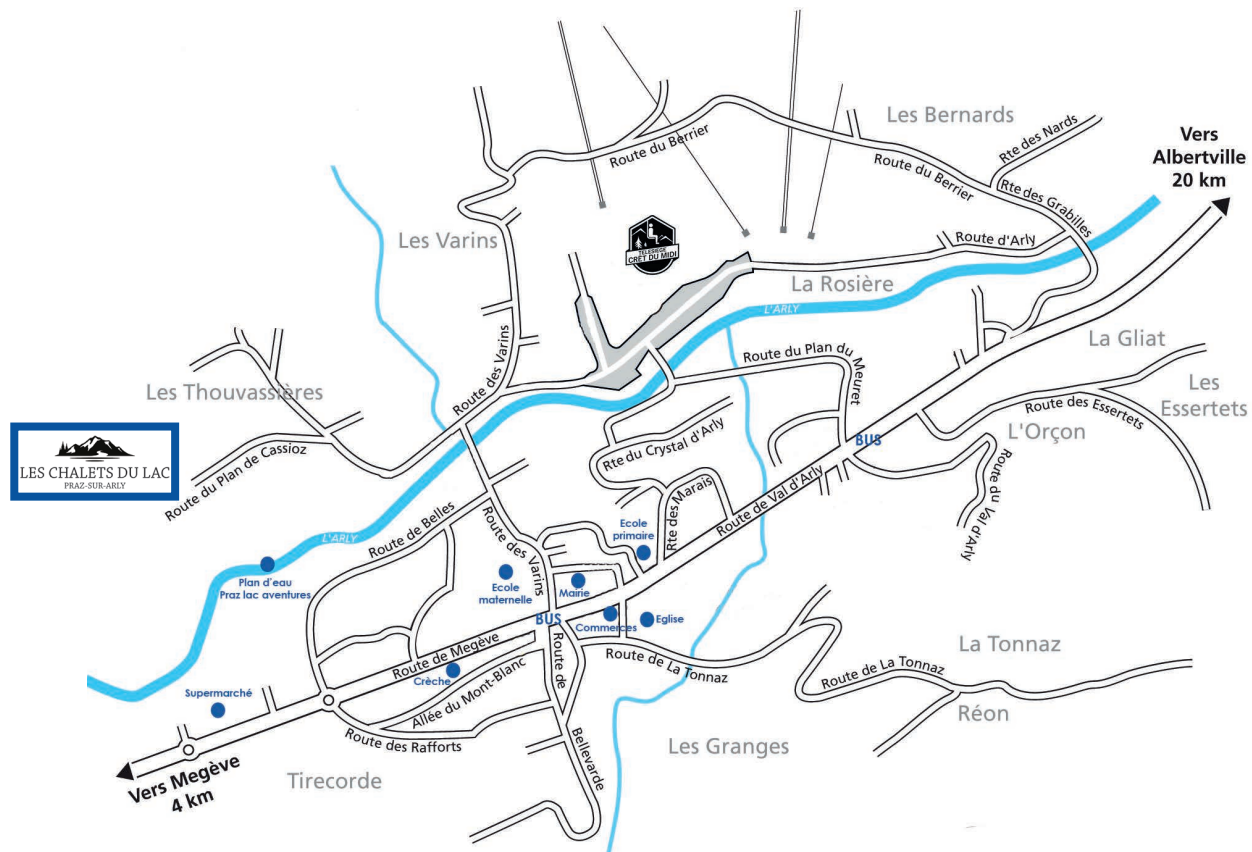 Les Bernards
Rte des Nards
Vers
Albertville
20 km
Route du Berrier
Route du Berrier
Rte des Grabilles
Les Varins
TÉLÉSIÈGE
CRÊT DU MIDI
Route d'Arly
La Rosière
L'ARLY
La Gliat
Route du Plan du Meuret
Les Thouvassières
Route des Varins
Les
Essertets
Route des Essertets
L'Orçon
LES CHALETS DU LAC
PRAZ-SUR-ARLY
Route du Plan de Cassioz
Rte du Crystal d'Arly
BUS
Route du Val d'Arly
Rte des Marais
Route de Val d'Arly
Route de Belles
Route des Varins
L'ARLY
Ecole
primaire
Plan d'eau
Praz lac aventures
Ecole
maternelle
Mairie
BUS
Commerces
Eglise
Route de Megève
Route de La Tonnaz
La Tonnaz
Route de La Tonnaz
Crèche
Allée du Mont-Blanc
Route de
Bellevarde
Supermarché
Réon
Route des Rafforts
Les Granges
Tirecorde
Vers Megève
4 km